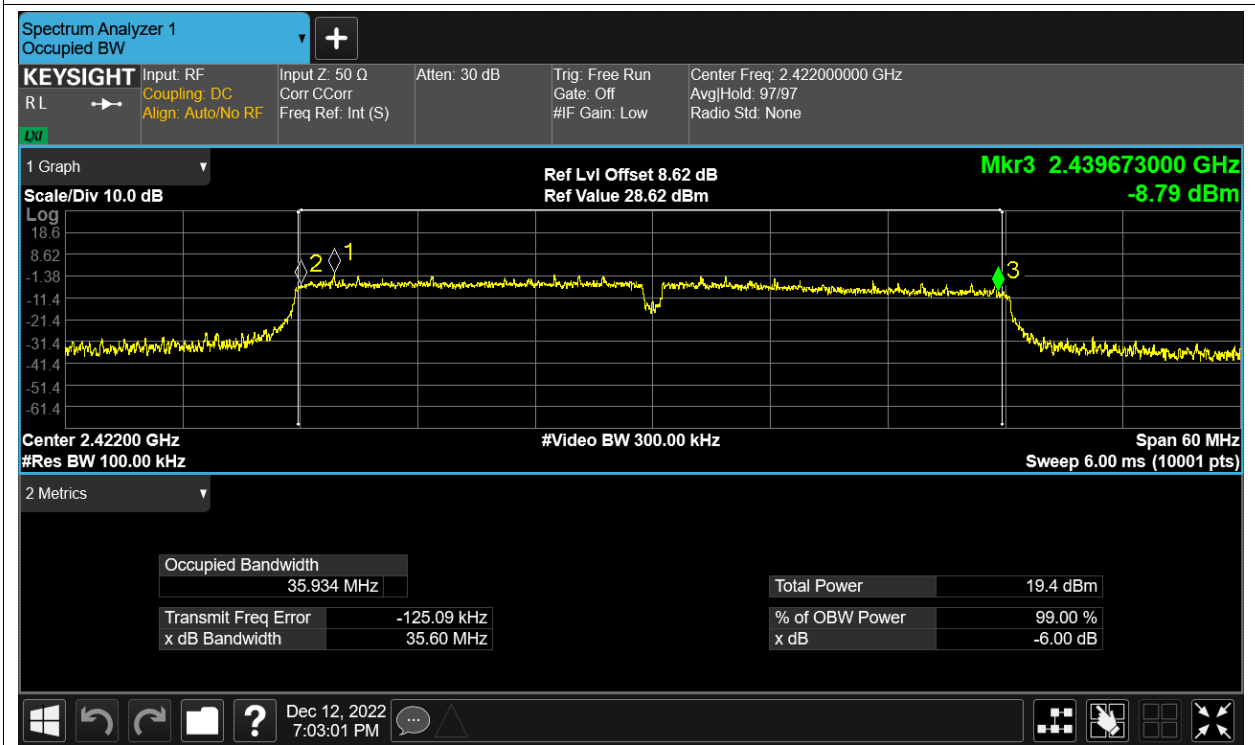 Spectrum Analyzer 1
Occupied BW
KEYSIGHT
R L
LXI
Input: RF
Coupling: DC
Align: Auto/No RF
Input Z: 50 Ω
Corr CCorr
Freq Ref: Int (S)
Atten: 30 dB
Trig: Free Run
Gate: Off
#IF Gain: Low
Center Freq: 2.422000000 GHz
Avg|Hold: 97/97
Radio Std: None
1 Graph
Scale/Div 10.0 dB
Ref Lvl Offset 8.62 dB
Ref Value 28.62 dBm
Mkr3 2.439673000 GHz
-8.79 dBm
Log
18.6
8.62
-1.38
-11.4
-21.4
-31.4
-41.4
-51.4
-61.4
2
1
3
Center 2.42200 GHz
#Video BW 300.00 kHz
Span 60 MHz
#Res BW 100.00 kHz
Sweep 6.00 ms (10001 pts)
2 Metrics
Occupied Bandwidth
35.934 MHz
Total Power 19.4 dBm
Transmit Freq Error -125.09 kHz
% of OBW Power 99.00 %
x dB Bandwidth 35.60 MHz
x dB -6.00 dB
?
Dec 12, 2022
7:03:01 PM